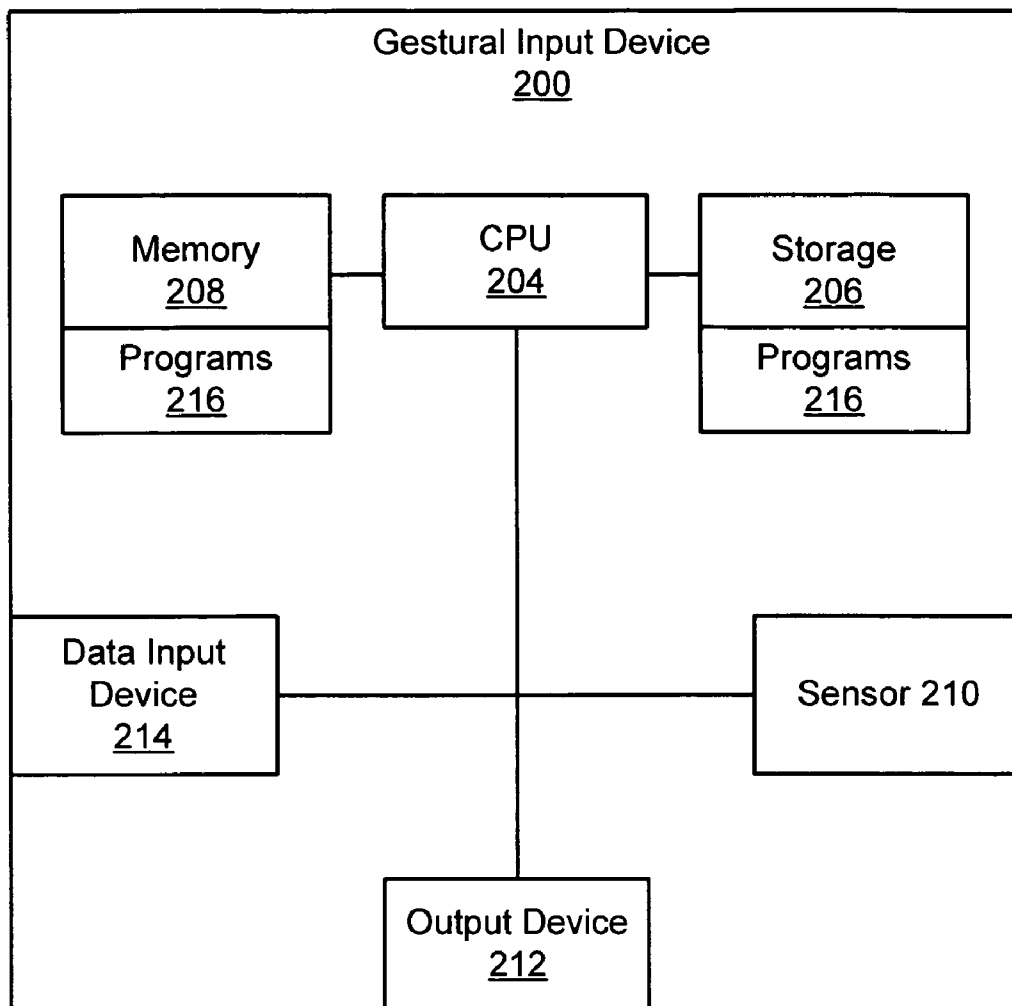 Gestural Input Device
200
Memory
208
CPU
204
Storage
206
Programs
216
Programs
216
Data Input
Device
214
Sensor 210
Output Device
212